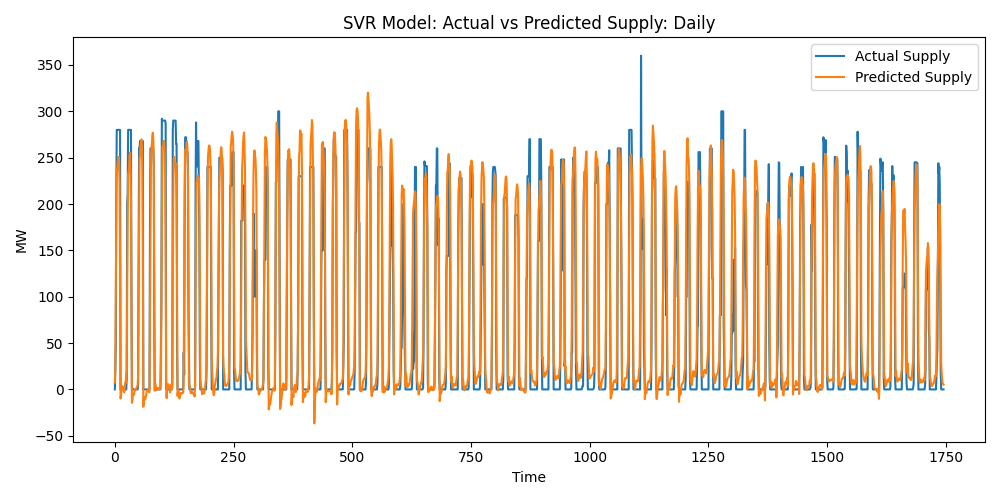 SVR Model: Actual vs Predicted Supply: Daily
Actual Supply
Predicted Supply
MW
350
300
250
200
150
100
50
0
−50
0 250 500 750 1000 1250 1500 1750
Time